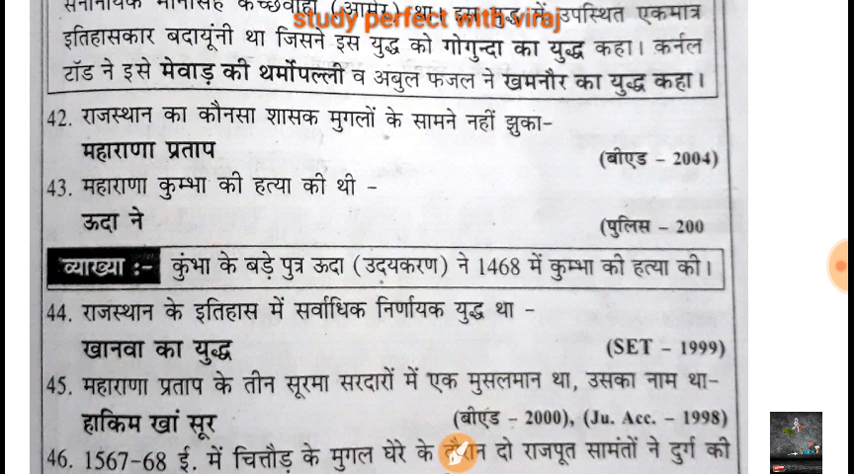 सेनानायक मानसिंह कच्छवाहा (आमेर) था। इस युद्ध में उपस्थित एकमात्र
study perfect with viraj
इतिहासकार बदायूंनी था जिसने इस युद्ध को गोगुन्दा का युद्ध कहा। कर्नल
टॉड ने इसे मेवाड़ की थर्मोपल्ली व अबुल फजल ने खमनौर का युद्ध कहा।
42. राजस्थान का कौनसा शासक मुगलों के सामने नहीं झुका-
महाराणा प्रताप (बीएड - 2004)
43. महाराणा कुम्भा की हत्या की थी -
ऊदा ने (पुलिस - 200
व्याख्या :- कुंभा के बड़े पुत्र ऊदा (उदयकरण) ने 1468 में कुम्भा की हत्या की।
44. राजस्थान के इतिहास में सर्वाधिक निर्णायक युद्ध था -
खानवा का युद्ध (SET - 1999)
45. महाराणा प्रताप के तीन सूरमा सरदारों में एक मुसलमान था, उसका नाम था-
हाकिम खां सूर (बीएड - 2000), (Ju. Acc. - 1998)
46. 1567-68 ई. में चित्तौड़ के मुगल घेरे के दौरान दो राजपूत सामंतों ने दुर्ग की